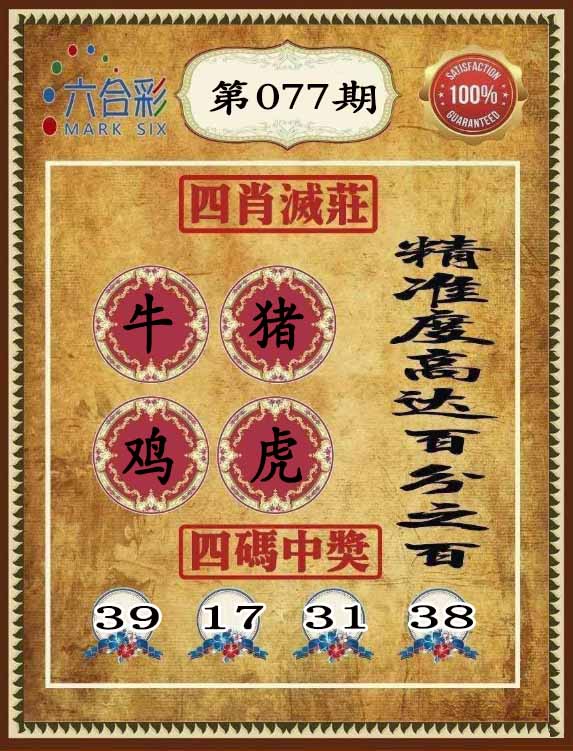 六合彩
MARK SIX
第077期
SATISFACTION
100%
GUARANTEED
四肖滅莊
牛 猪
鸡 虎
精准度高达百分之百
四碼中獎
39 17 31 38